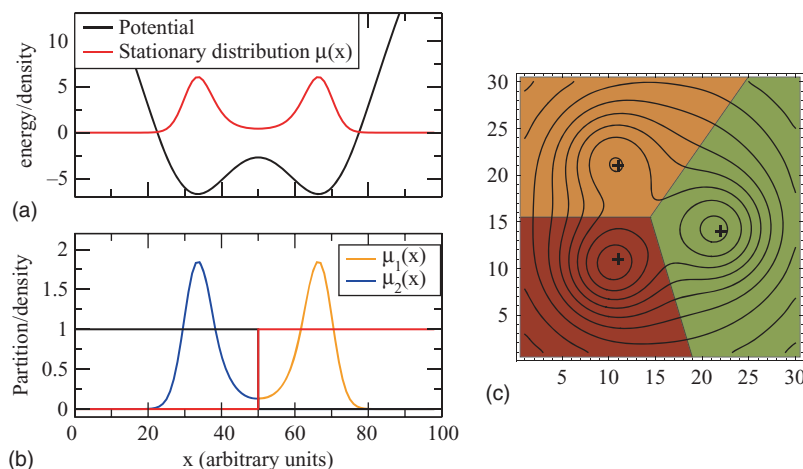 Potential
Stationary distribution μ(x)
energy/density
10
5
0
−5
(a)
μ1(x)
μ2(x)
Partition/density
2
1.5
1
0.5
0
0 20 40 60 80 100
x (arbitrary units)
(b)
30
25
20
15
10
5
5 10 15 20 25 30
(c)